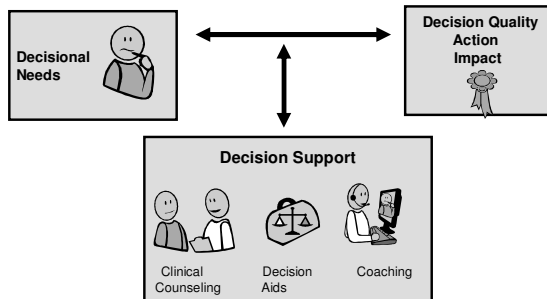 Decisional
Needs
Decision Quality
Action
Impact
Decision Support
Clinical
Counseling
Decision
Aids
Coaching